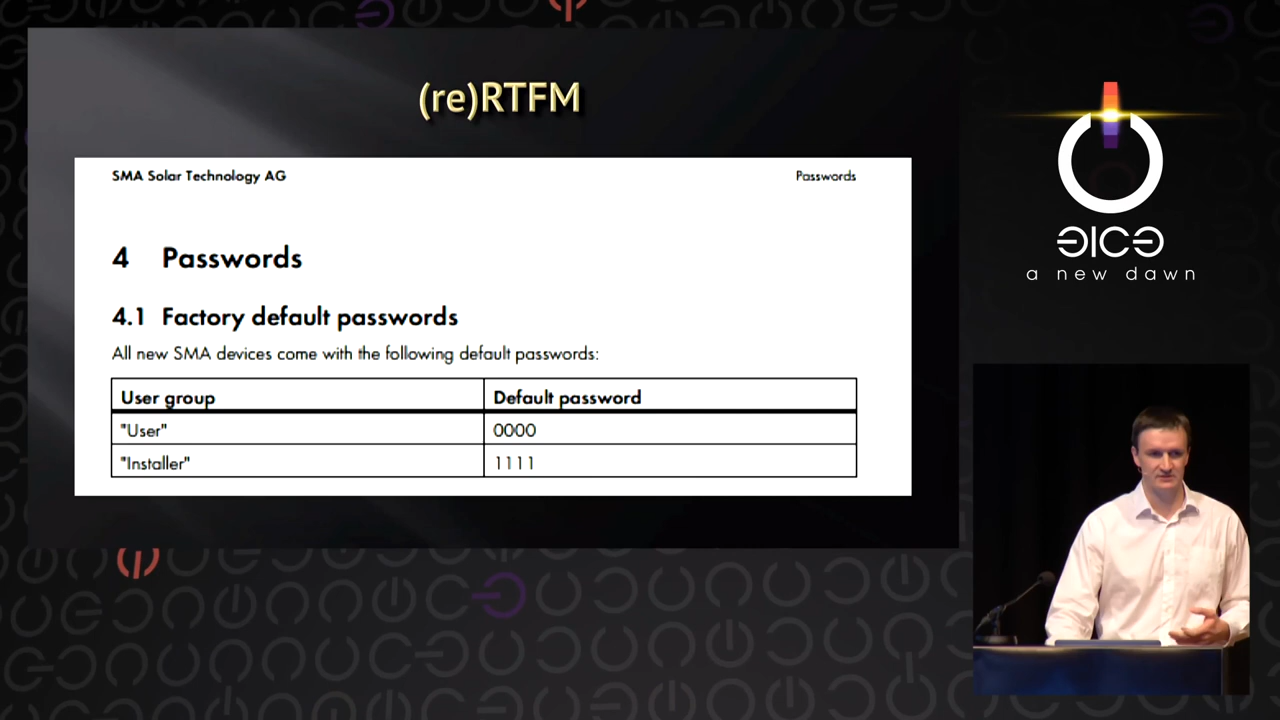 (re)RTFM
SMA Solar Technology AG
Passwords
4 Passwords
4.1 Factory default passwords
All new SMA devices come with the following default passwords:
User group
Default password
"User"
0000
"Installer"
1111
31C3
a new dawn